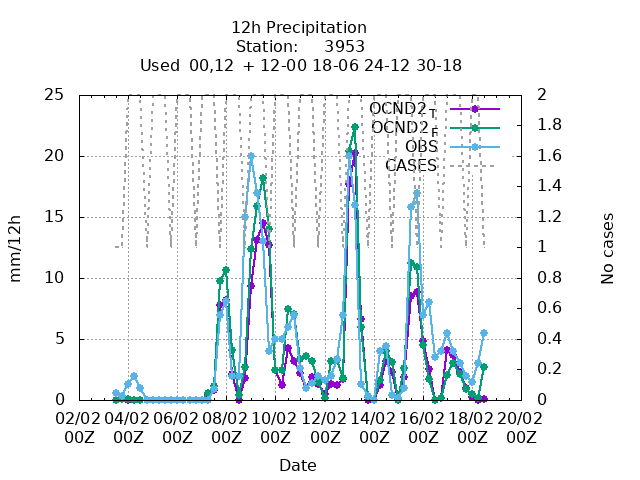 12h Precipitation
Station: 3953
Used 00,12 + 12-00 18-06 24-12 30-18
25
20
15
10
5
0
mm/12h
2
1.8
1.6
1.4
1.2
1
0.8
0.6
0.4
0.2
0
No cases
OCND2_T
OCND2_F
OBS
CASES
02/02 04/02 06/02 08/02 10/02 12/02 14/02 16/02 18/02 20/02
00Z 00Z 00Z 00Z 00Z 00Z 00Z 00Z 00Z 00Z
Date